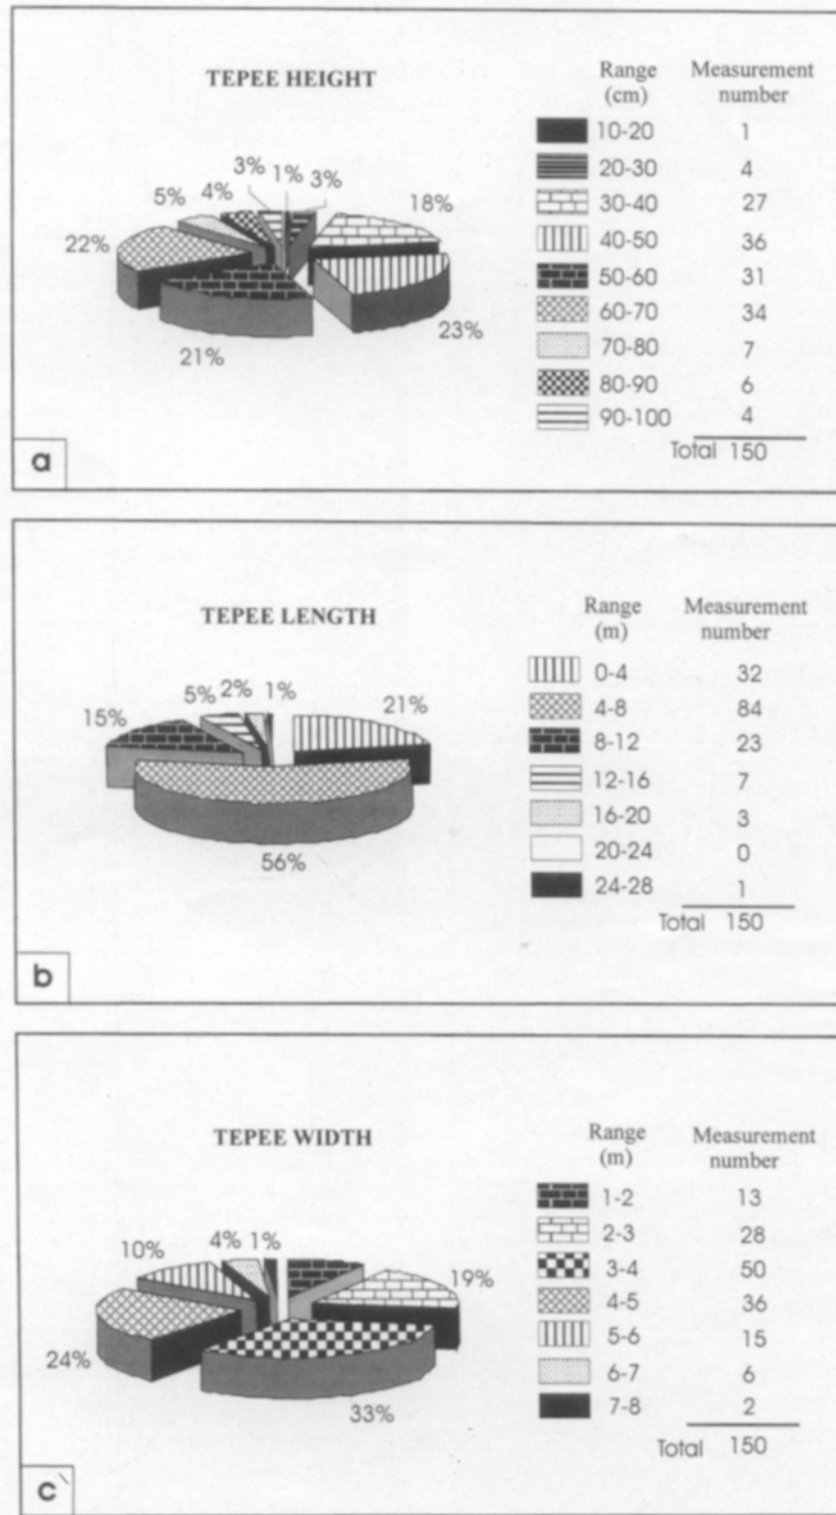 TEPEE HEIGHT
Range (cm) Measurement number
10-20 1
20-30 4
30-40 27
40-50 36
50-60 31
60-70 34
70-80 7
80-90 6
90-100 4
Total 150
3% 1% 3%
5% 4% 18%
22%
21% 23%
a
TEPEE LENGTH
Range (m) Measurement number
0-4 32
4-8 84
8-12 23
12-16 7
16-20 3
20-24 0
24-28 1
Total 150
15% 5% 2% 1% 21%
56%
b
TEPEE WIDTH
Range (m) Measurement number
1-2 13
2-3 28
3-4 50
4-5 36
5-6 15
6-7 6
7-8 2
Total 150
10% 4% 1% 19%
24%
33%
c